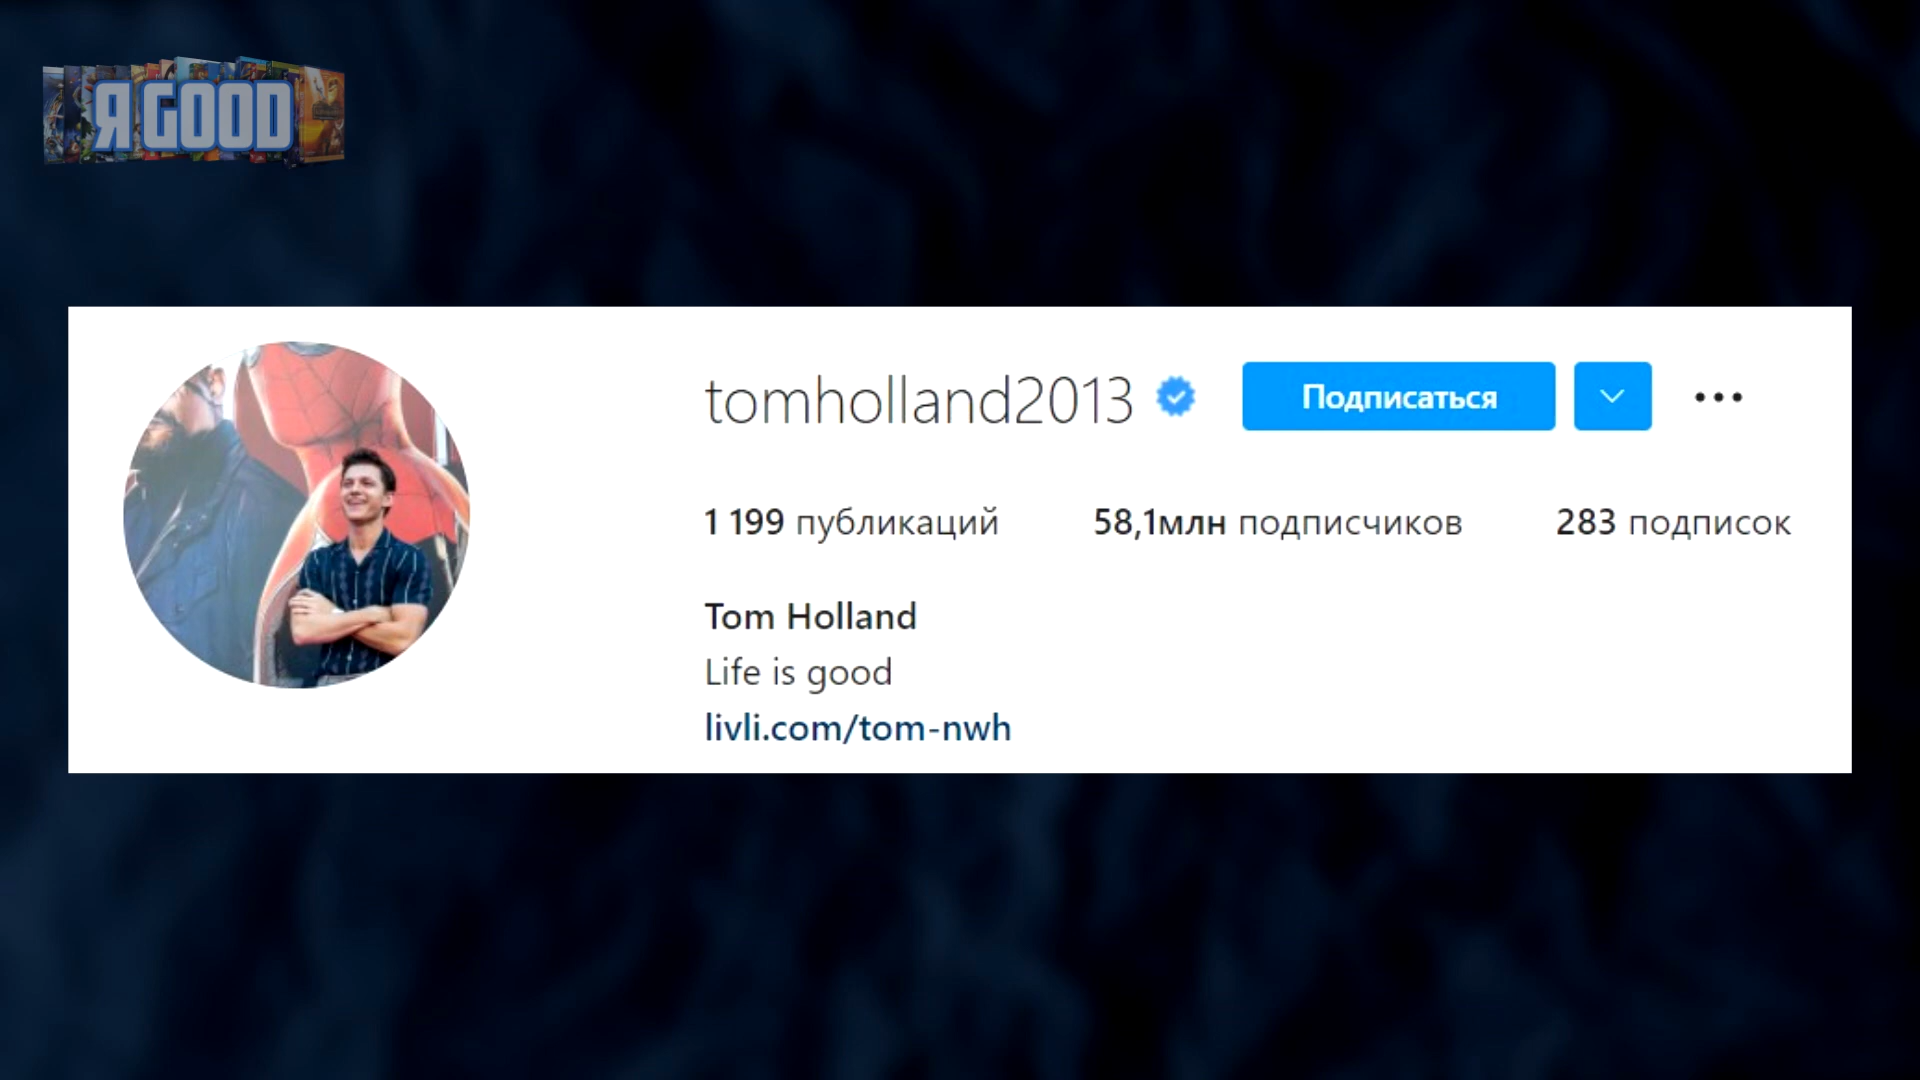 Я GOOD
tomholland2013
Подписаться
1 199 публикаций 58,1млн подписчиков 283 подписок
Tom Holland
Life is good
livli.com/tom-nwh